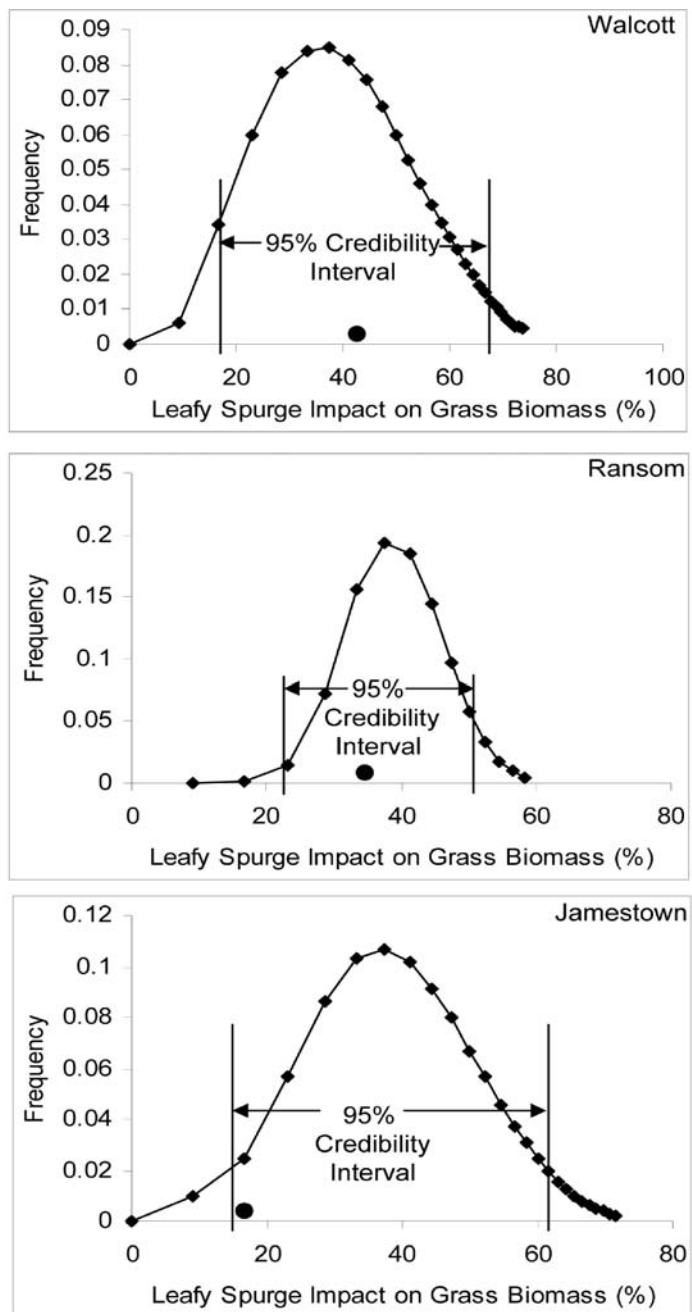 Walcott
0.09
0.08
0.07
0.06
0.05
0.04
0.03
0.02
0.01
0
Frequency
95% Credibility
Interval
0 20 40 60 80 100
Leafy Spurge Impact on Grass Biomass (%)
Ransom
0.25
0.2
0.15
0.1
0.05
0
Frequency
95%
Credibility
Interval
0 20 40 60 80
Leafy Spurge Impact on Grass Biomass (%)
Jamestown
0.12
0.1
0.08
0.06
0.04
0.02
0
Frequency
95%
Credibility
Interval
0 20 40 60 80
Leafy Spurge Impact on Grass Biomass (%)